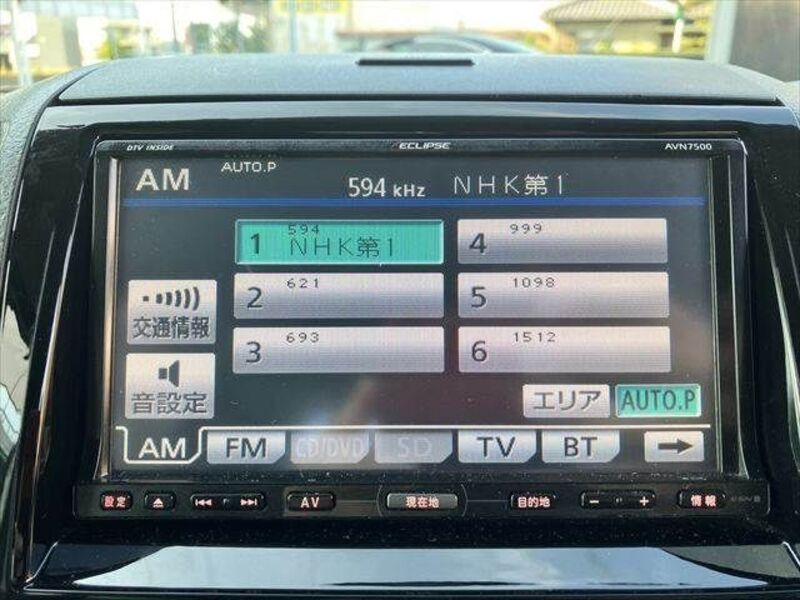 DTV INSIDE ECLIPSE AVN7500
AM AUTO.P 594 kHz NHK第1
1 594 NHK第1
4 999
2 621
5 1098
3 693
6 1512
交通情報
音設定
エリア AUTO.P
AM FM CD/DVD SD TV BT
設定 AV 現在地 目的地 − + 情報